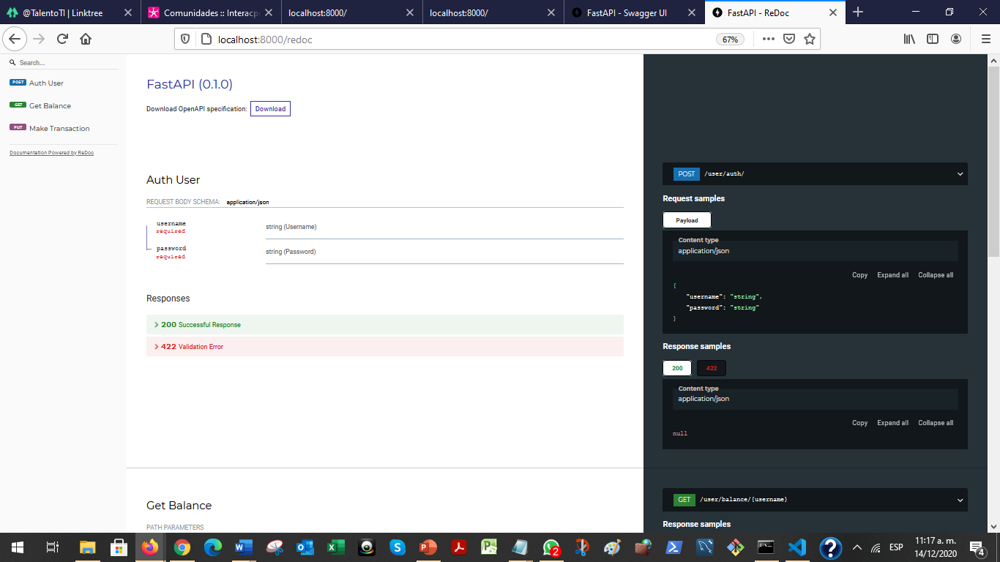 @TalentoTI | Linktree
Comunidades :: Interacp
localhost:8000/
localhost:8000/
FastAPI - Swagger UI
FastAPI - ReDoc
localhost:8000/redoc
67%
Search...
POST Auth User
GET Get Balance
PUT Make Transaction
Documentation Powered by ReDoc
FastAPI (0.1.0)
Download OpenAPI specification: Download
Auth User
REQUEST BODY SCHEMA: application/json
username
required
string (Username)
password
required
string (Password)
Responses
200 Successful Response
422 Validation Error
POST /user/auth/
Request samples
Payload
Content type
application/json
Copy Expand all Collapse all
{
"username": "string",
"password": "string"
}
Response samples
200 422
Content type
application/json
Copy Expand all Collapse all
null
Get Balance
PATH PARAMETERS
GET /user/balance/{username}
Response samples
2
ESP
11:17 a. m.
14/12/2020
4